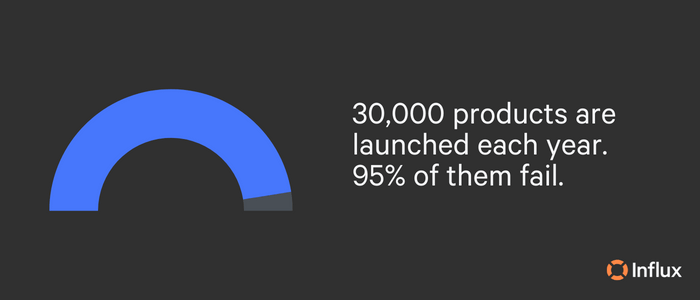 30,000 products are
launched each year.
95% of them fail.
Influx